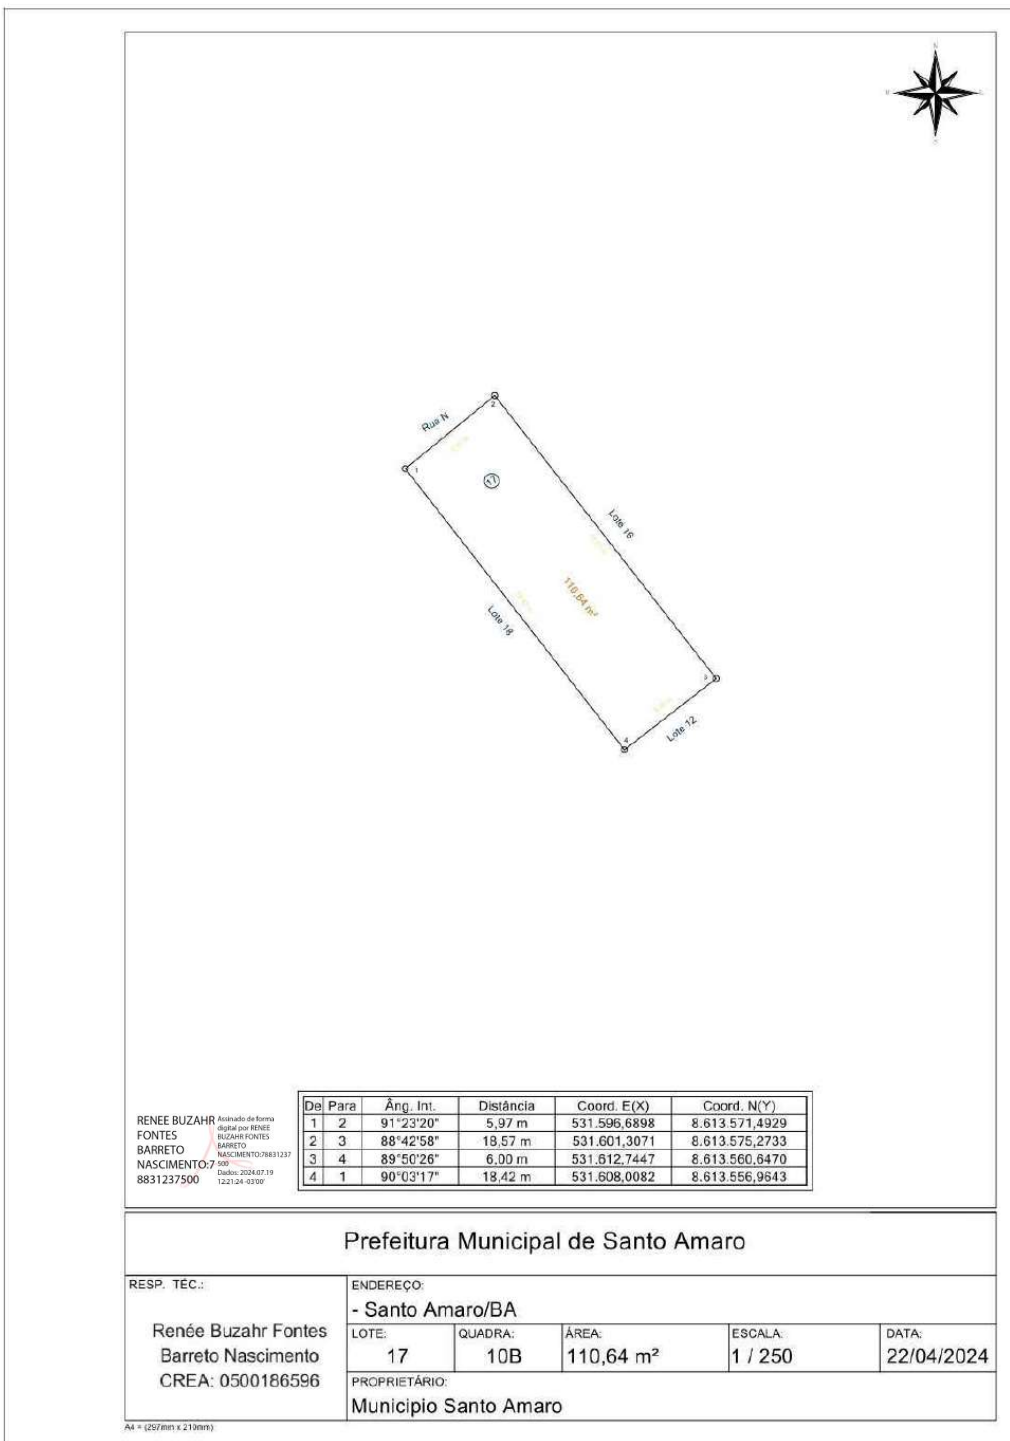 N
2
Rua N
1
17
Lote 16
110,64 m²
Lote 18
4
Lote 12
RENEE BUZAHR
FONTES
BARRETO
NASCIMENTO:7
8831237500
Assinado de forma
digital por RENEE
BUZAHR FONTES
BARRETO
NASCIMENTO:78831237
500
Dados: 2024.07.19
12:21:24 -03'00'
De Para Âng. Int. Distância Coord. E(X) Coord. N(Y)
1 2 91°23'20" 5,97 m 531.596,6898 8.613.571,4929
2 3 88°42'58" 18,57 m 531.601,3071 8.613.575,2733
3 4 89°50'26" 6,00 m 531.612,7447 8.613.560,6470
4 1 90°03'17" 18,42 m 531.608,0082 8.613.556,9643
Prefeitura Municipal de Santo Amaro
RESP. TÉC.:
Renée Buzahr Fontes
Barreto Nascimento
CREA: 0500186596
ENDEREÇO:
- Santo Amaro/BA
LOTE: QUADRA: ÁREA: ESCALA: DATA:
17 10B 110,64 m² 1 / 250 22/04/2024
PROPRIETÁRIO:
Municipio Santo Amaro
A4 = (297mm x 210mm)